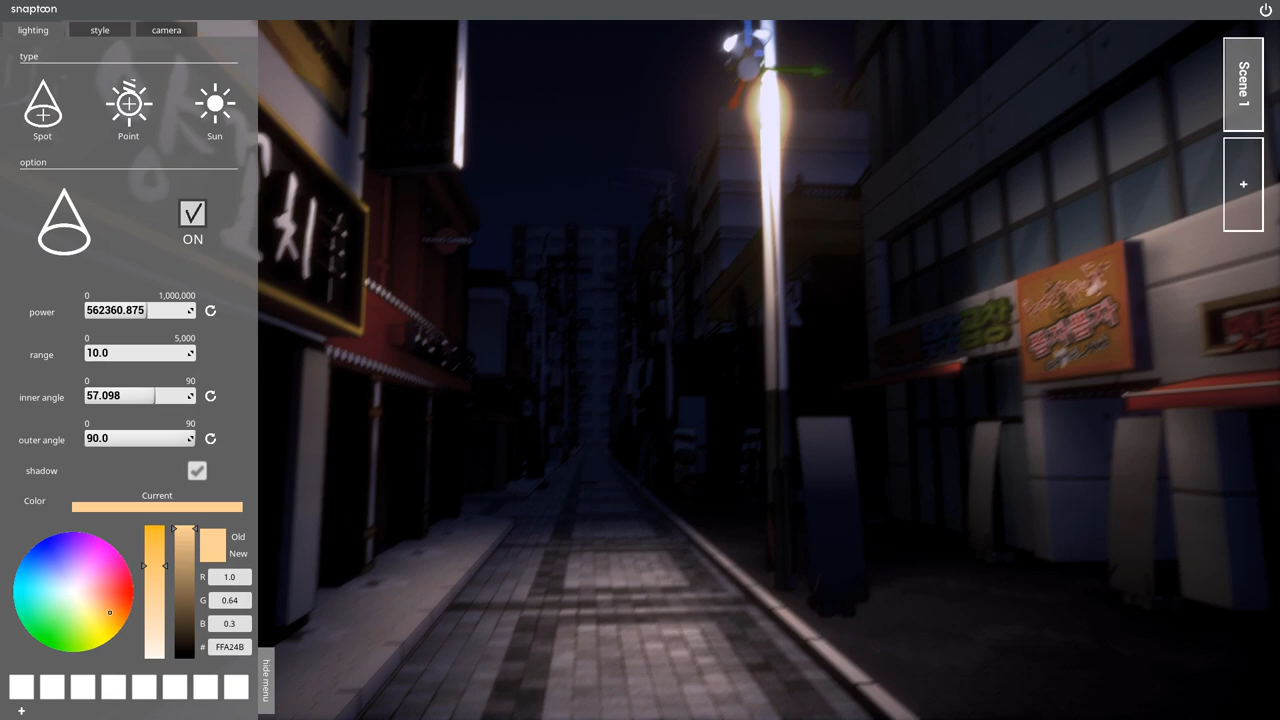 snaptoon
lighting
style
camera
type
Spot
Point
Sun
option
ON
power
0
1,000,000
562360.875
range
0
5,000
10.0
inner angle
0
90
57.098
outer angle
0
90
90.0
shadow
Color
Current
Old
New
R
1.0
G
0.64
B
0.3
#
FFA24B
+
hide menu
Scene 1
+